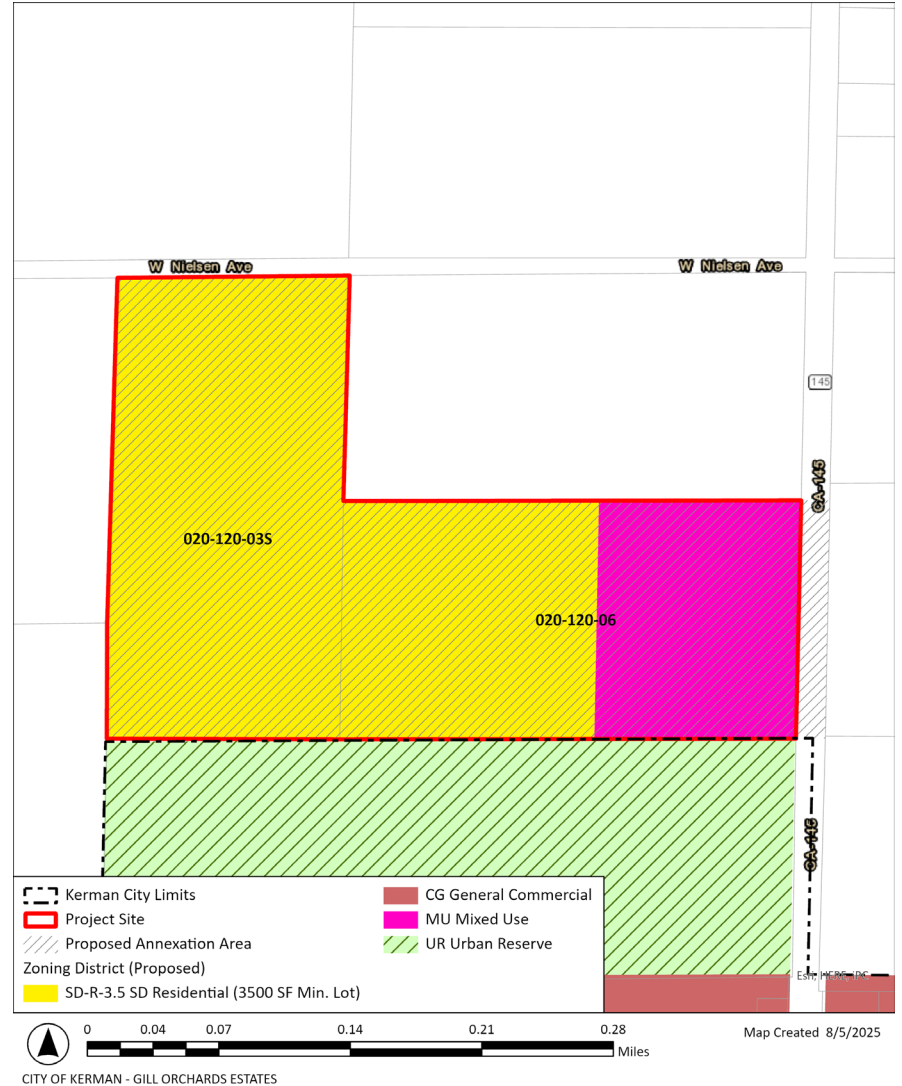 W Nielsen Ave
W Nielsen Ave
145
CA-145
020-120-03S
020-120-06
CA-145
Kerman City Limits
Project Site
Proposed Annexation Area
Zoning District (Proposed)
SD-R-3.5 SD Residential (3500 SF Min. Lot)
CG General Commercial
MU Mixed Use
UR Urban Reserve
Esri, HERE, iPC
0 0.04 0.07 0.14 0.21 0.28
Miles
Map Created 8/5/2025
CITY OF KERMAN - GILL ORCHARDS ESTATES